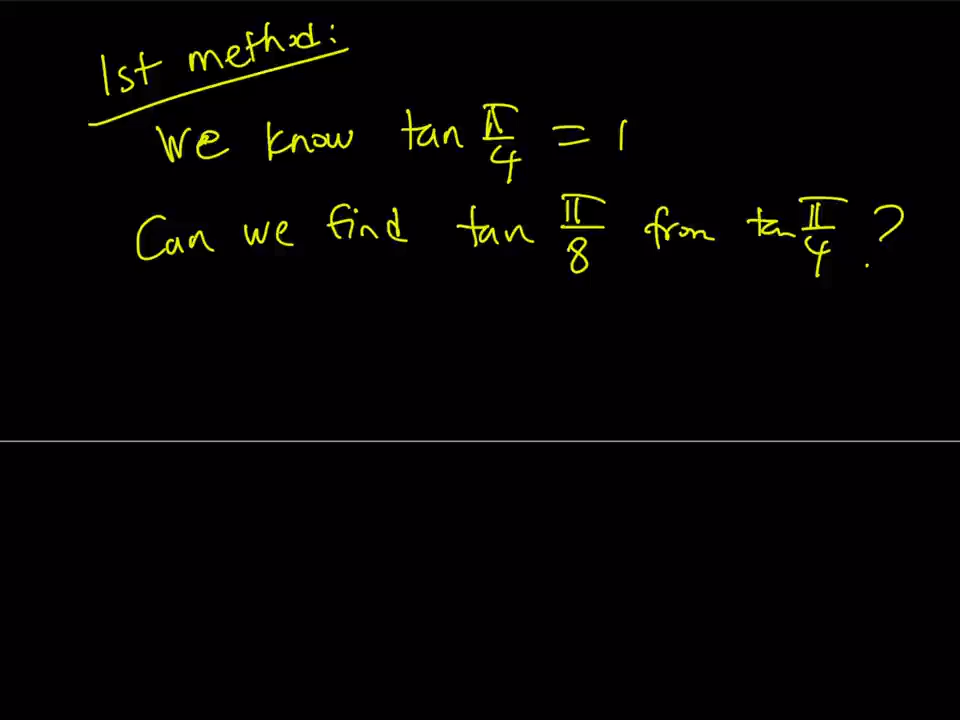 1st method:
We know tan π/4 = 1
Can we find tan π/8 from tan π/4 ?